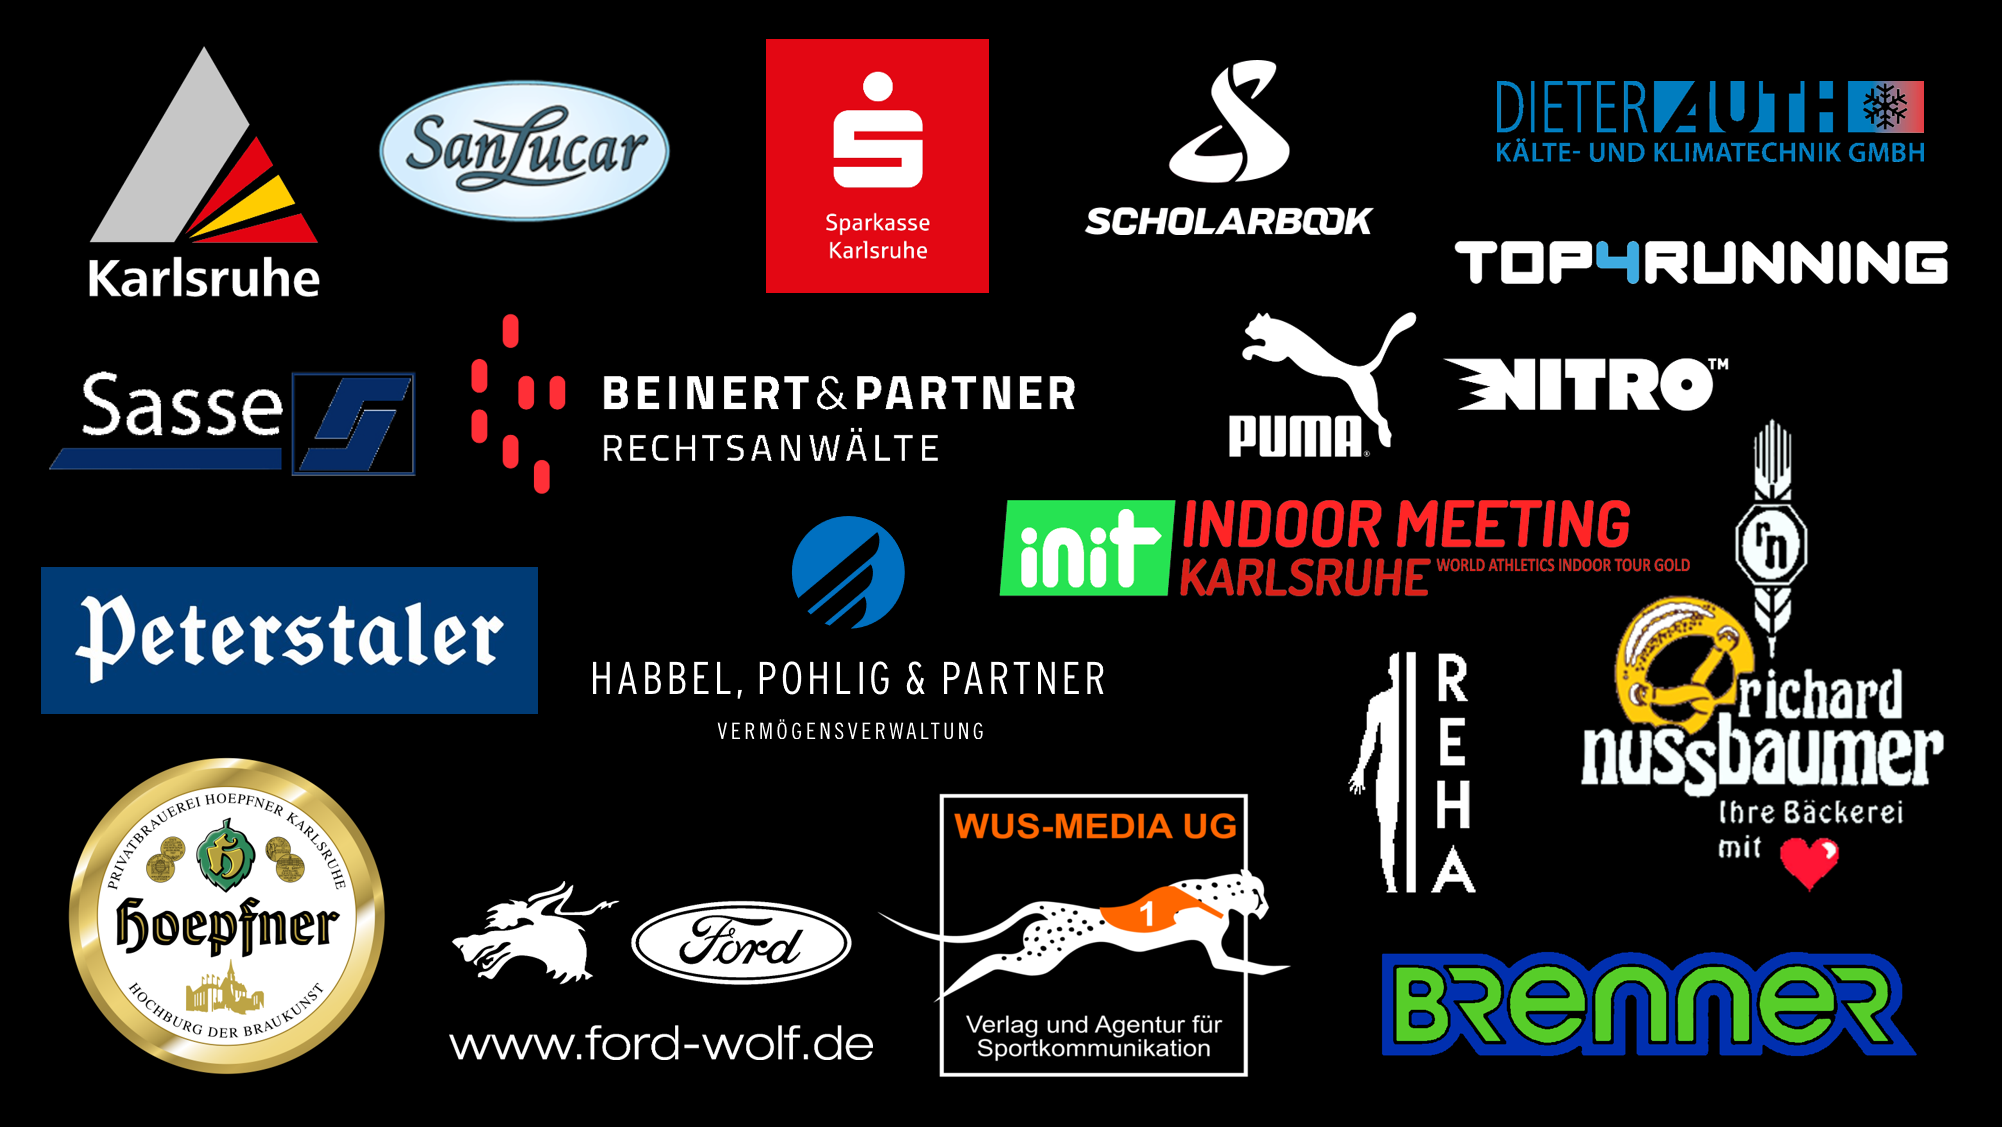 Karlsruhe
SanLucar
Sparkasse
Karlsruhe
SCHOLARBOOK
DIETER AUTH
KÄLTE- UND KLIMATECHNIK GMBH
TOP4RUNNING
Sasse
BEINERT & PARTNER
RECHTSANWÄLTE
PUMA®
NITRO™
init INDOOR MEETING
KARLSRUHE WORLD ATHLETICS INDOOR TOUR GOLD
Peterstaler
HABBEL, POHLIG & PARTNER
VERMÖGENSVERWALTUNG
REHA
rn
richard
nussbaumer
Ihre Bäckerei
mit
PRIVATBRAUEREI HOEPFNER KARLSRUHE
h
Hoepfner
HOCHBURG DER BRAUKUNST
Ford
www.ford-wolf.de
WUS-MEDIA UG
1
Verlag und Agentur für
Sportkommunikation
BRENNER